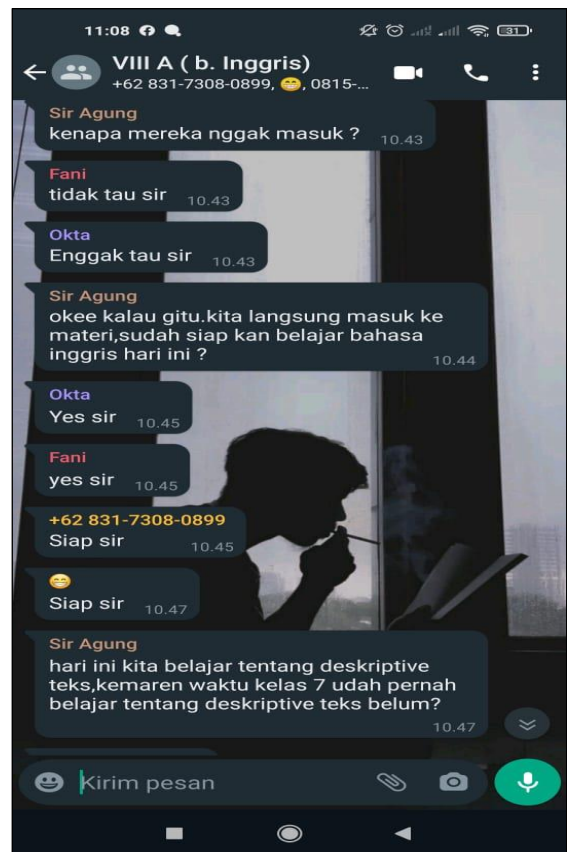 11:08
31
VIII A ( b. Inggris)
+62 831-7308-0899, 😁, 0815-...
Sir Agung
kenapa mereka nggak masuk ? 10.43
Fani
tidak tau sir 10.43
Okta
Enggak tau sir 10.43
Sir Agung
okee kalau gitu.kita langsung masuk ke
materi,sudah siap kan belajar bahasa
inggris hari ini ?
10.44
Okta
Yes sir 10.45
Fani
yes sir 10.45
+62 831-7308-0899
Siap sir 10.45
😁
Siap sir 10.47
Sir Agung
hari ini kita belajar tentang deskriptive
teks,kemaren waktu kelas 7 udah pernah
belajar tentang deskriptive teks belum?
10.47
Kirim pesan